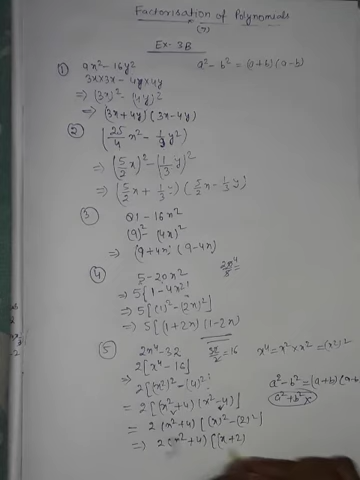 Factorisation of Polynomials
Ex-3B
a² - b² = (a+b)(a-b)
① 9x² - 16y²
3x3x3x - 4y×4y
⇒ (3x)² - (4y)²
⇒ (3x+4y) (3x-4y)
② (25/4 x² - 1/9 y²)
⇒ (5/2 x)² - (1/3 y)²
⇒ (5/2 x + 1/3 y) (5/2 x - 1/3 y)
③ 81 - 16x²
(9)² - (4x)²
⇒ (9+4x) (9-4x)
④ 5 - 20x²
⇒ 5{1-4x²}
⇒ 5[(1)² - (2x)²]
⇒ 5[(1+2x) (1-2x)
⑤ 2x⁴ - 32
32/2 = 16
x⁴ = x² × x² = (x²)²
⇒ 2[x⁴ - 16]
2[(x²)² - (4)²]
= 2[(x²+4) (x²-4)]
a² - b² = (a+b) (a-b
a² + b² ×
= 2(x²+4) [(x)² - (2)²]
⇒ 2(x²+4) [(x+2)